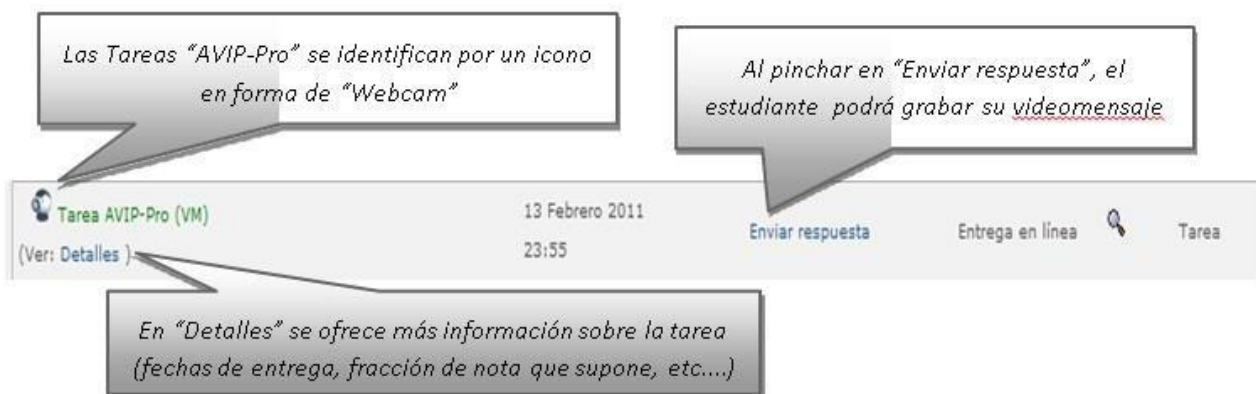 Las Tareas “AVIP-Pro” se identifican por un icono
en forma de “Webcam”
Al pinchar en “Enviar respuesta”, el
estudiante podrá grabar su videomensaje
Tarea AVIP-Pro (VM)
(Ver: Detalles )
13 Febrero 2011
23:55
Enviar respuesta
Entrega en línea
Tarea
En “Detalles” se ofrece más información sobre la tarea
(fechas de entrega, fracción de nota que supone, etc....)